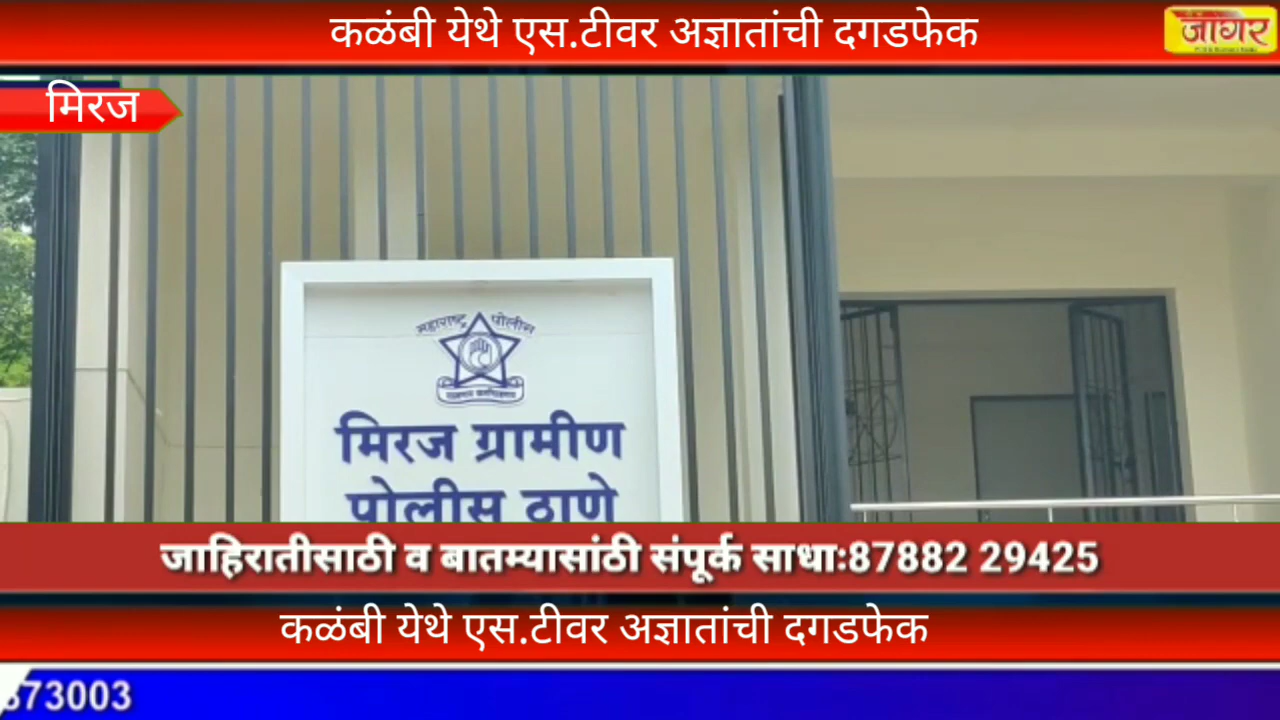 कळंबी येथे एस.टीवर अज्ञातांची दगडफेक
जागर
मिरज
महाराष्ट्र पोलीस
मिरज ग्रामीण
पोलीस ठाणे
जाहिरातीसाठी व बातम्यासांठी संपूर्क साधा:87882 29425
कळंबी येथे एस.टीवर अज्ञातांची दगडफेक
373003